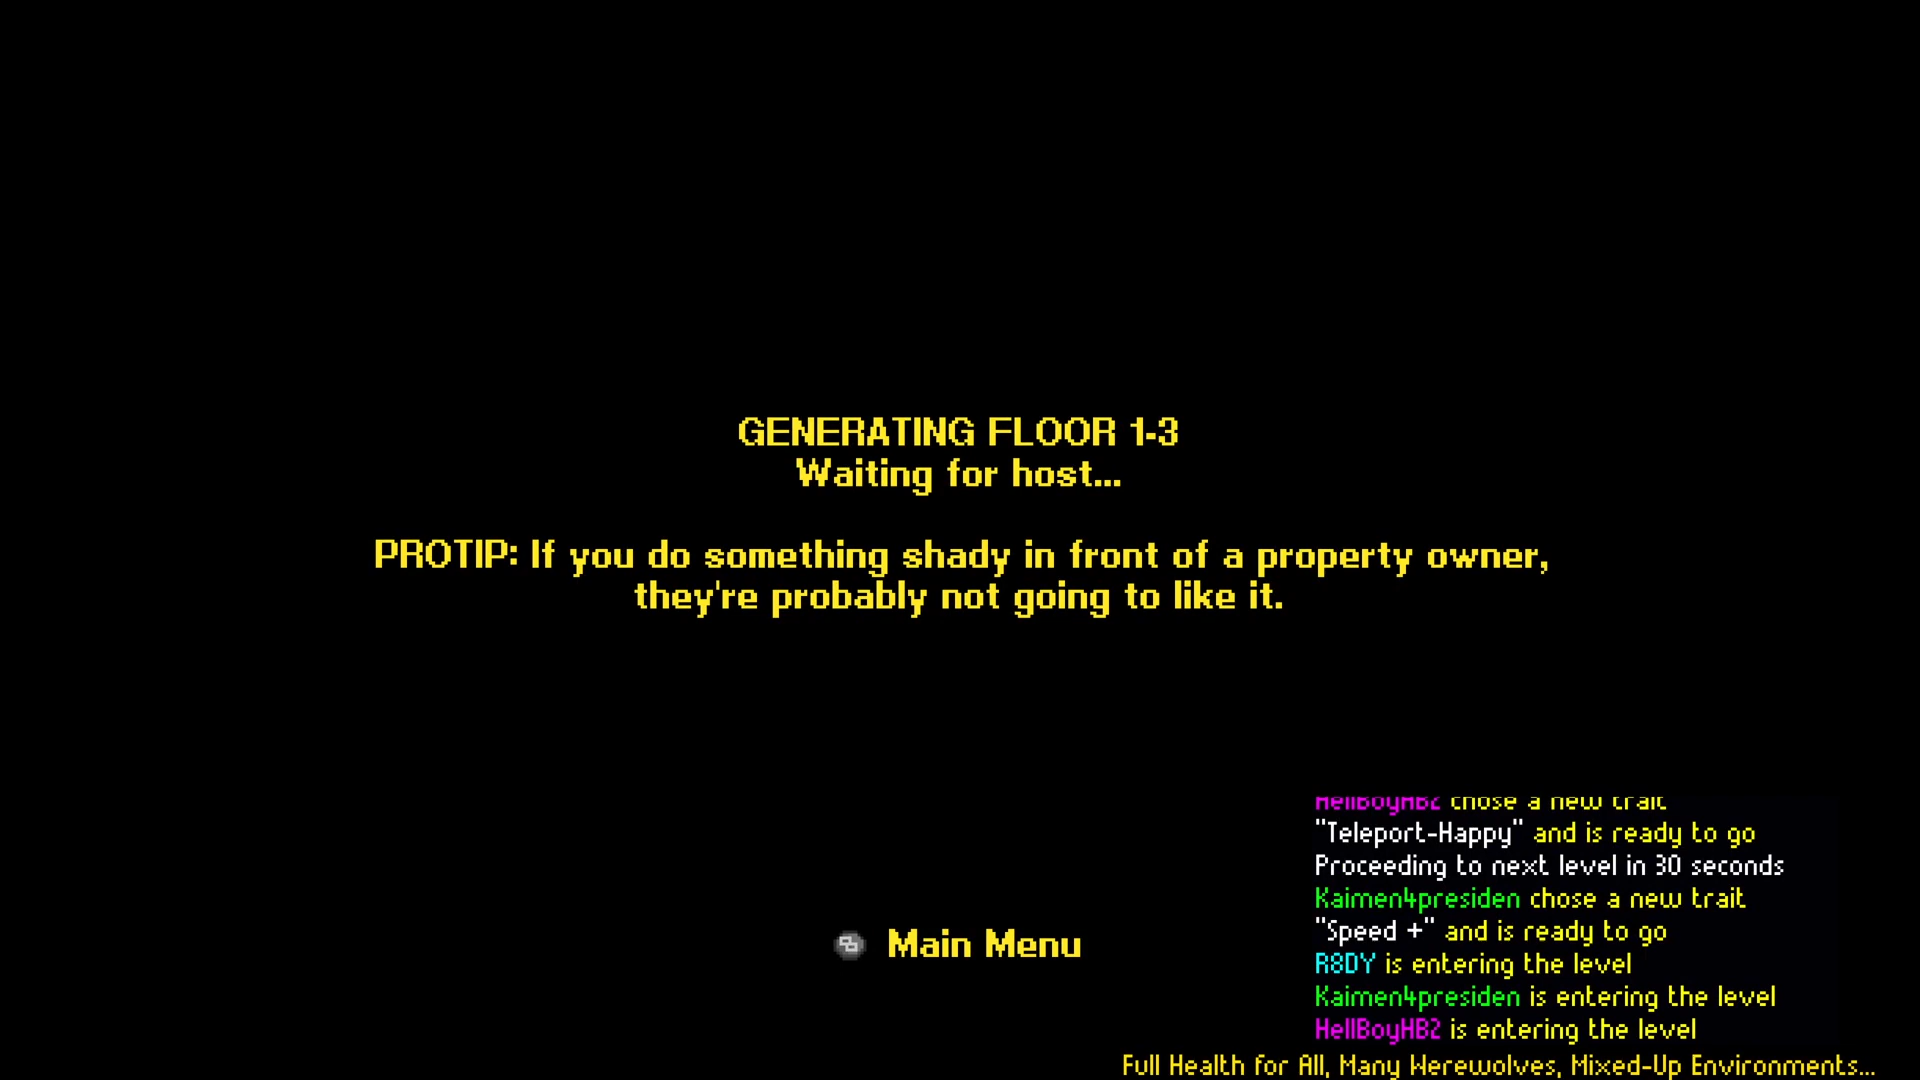 GENERATING FLOOR 1-3
Waiting for host...
PROTIP: If you do something shady in front of a property owner,
they're probably not going to like it.
Main Menu
HellBoyHB2 chose a new trait
"Teleport-Happy" and is ready to go
Proceeding to next level in 30 seconds
Kaimen4presiden chose a new trait
"Speed +" and is ready to go
R8DY is entering the level
Kaimen4presiden is entering the level
HellBoyHB2 is entering the level
Full Health for All, Many Werewolves, Mixed-Up Environments...